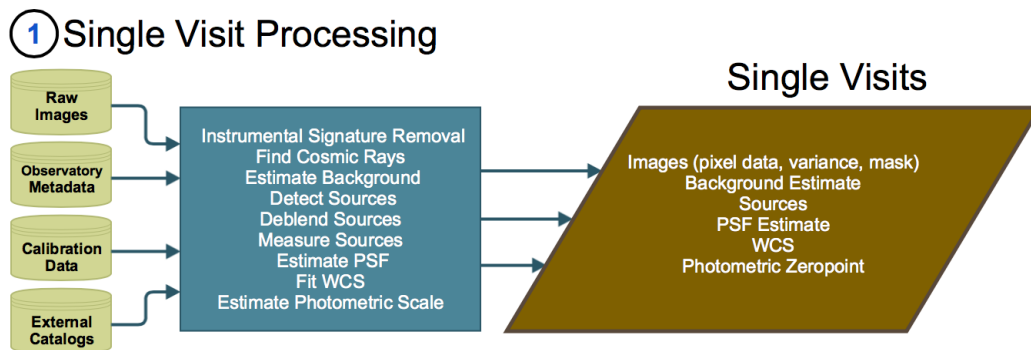 1 Single Visit Processing
Single Visits
Raw
Images
Observatory
Metadata
Calibration
Data
External
Catalogs
Instrumental Signature Removal
Find Cosmic Rays
Estimate Background
Detect Sources
Deblend Sources
Measure Sources
Estimate PSF
Fit WCS
Estimate Photometric Scale
Images (pixel data, variance, mask)
Background Estimate
Sources
PSF Estimate
WCS
Photometric Zeropoint